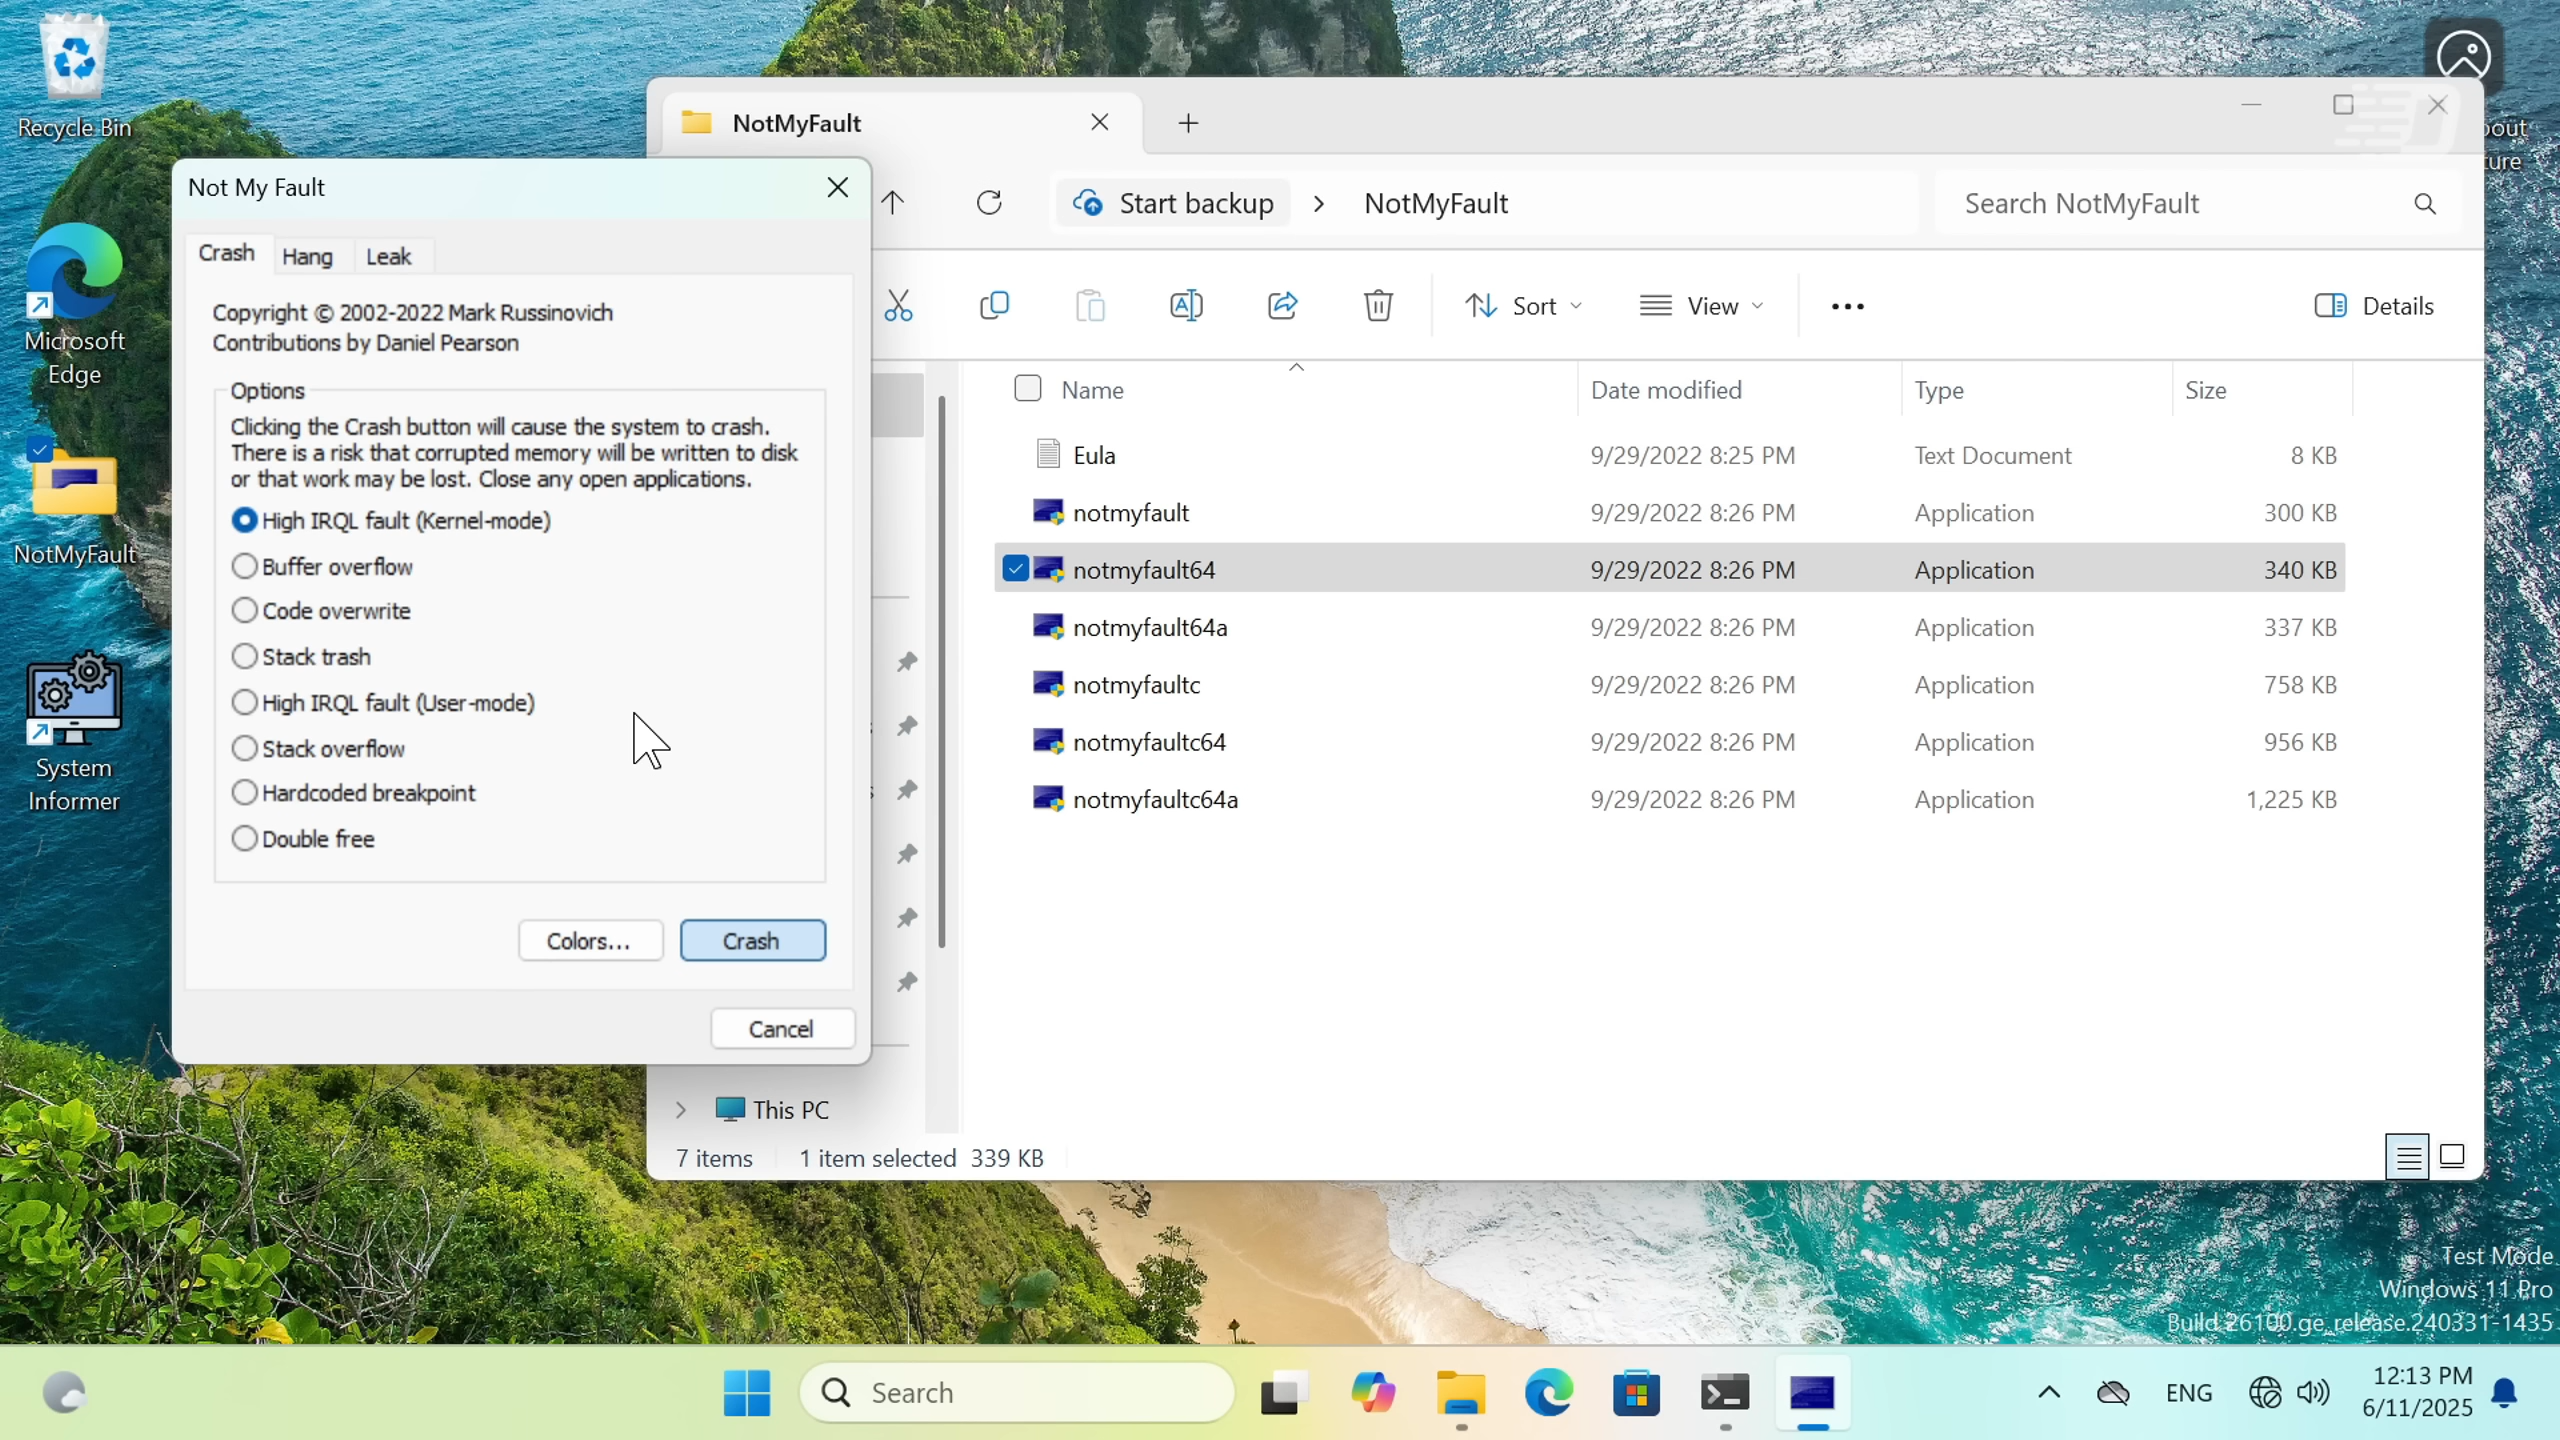 Recycle Bin
Microsoft
Edge
NotMyFault
System
Informer
NotMyFault
Start backup
NotMyFault
Search NotMyFault
Sort
View
Details
Name
Date modified
Type
Size
Eula
9/29/2022 8:25 PM
Text Document
8 KB
notmyfault
9/29/2022 8:26 PM
Application
300 KB
notmyfault64
9/29/2022 8:26 PM
Application
340 KB
notmyfault64a
9/29/2022 8:26 PM
Application
337 KB
notmyfaultc
9/29/2022 8:26 PM
Application
758 KB
notmyfaultc64
9/29/2022 8:26 PM
Application
956 KB
notmyfaultc64a
9/29/2022 8:26 PM
Application
1,225 KB
This PC
7 items
1 item selected 339 KB
Not My Fault
Crash
Hang
Leak
Copyright © 2002-2022 Mark Russinovich
Contributions by Daniel Pearson
Options
Clicking the Crash button will cause the system to crash.
There is a risk that corrupted memory will be written to disk
or that work may be lost. Close any open applications.
High IRQL fault (Kernel-mode)
Buffer overflow
Code overwrite
Stack trash
High IRQL fault (User-mode)
Stack overflow
Hardcoded breakpoint
Double free
Colors...
Crash
Cancel
Test Mode
Windows 11 Pro
Build 26100.ge_release.240331-1435
Search
ENG
12:13 PM
6/11/2025